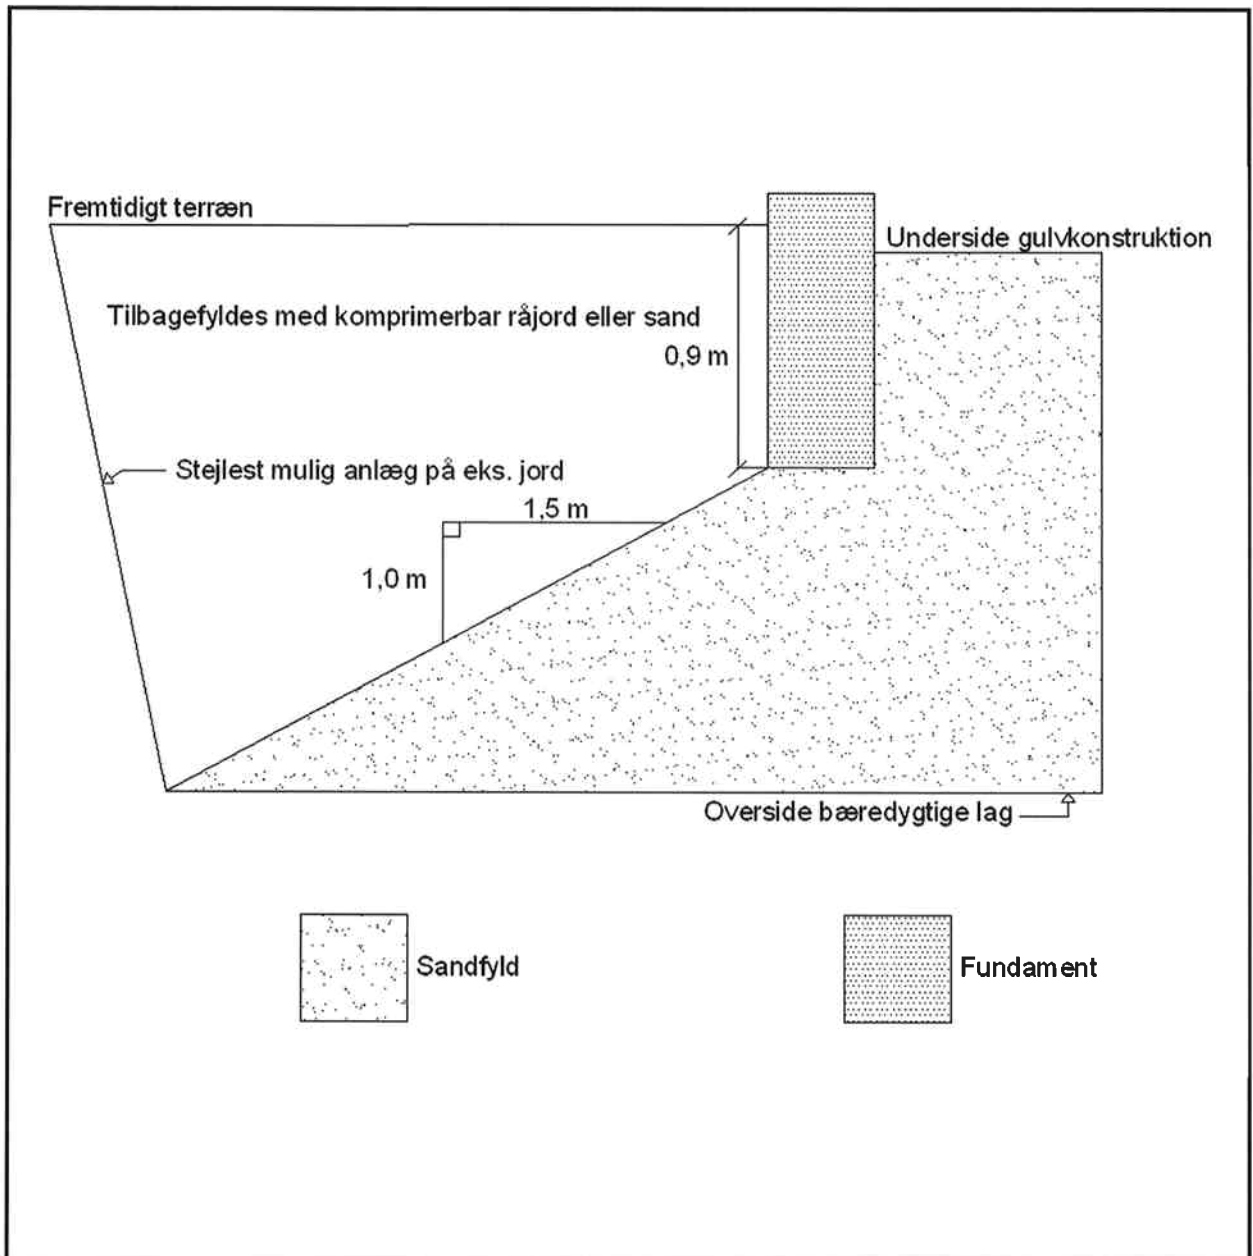 Fremtidigt terræn
Underside gulvkonstruktion
Tilbagefyldes med komprimerbar råjord eller sand
0,9 m
Stejlest mulig anlæg på eks. jord
1,5 m
1,0 m
Overside bæredygtige lag
Sandfyld
Fundament